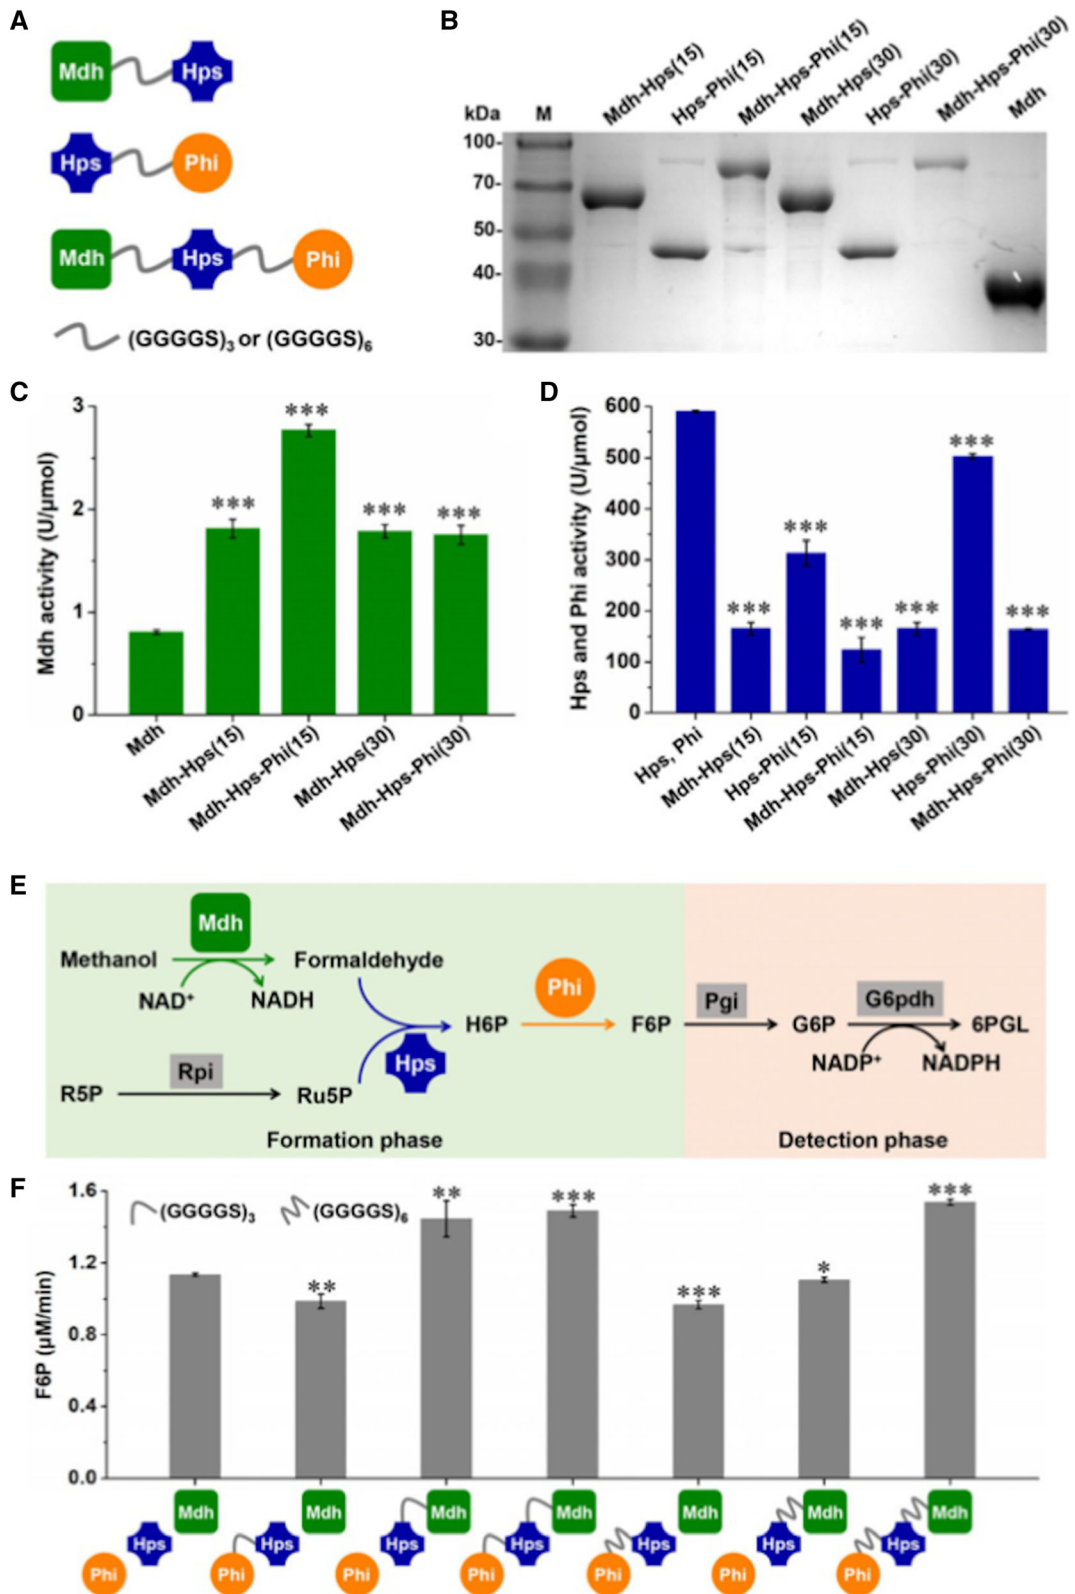 A
Mdh Hps
Hps Phi
Mdh Hps Phi
(GGGGS)3 or (GGGGS)6
B
kDa M Mdh-Hps(15) Hps-Phi(15) Mdh-Hps-Phi(15) Mdh-Hps(30) Hps-Phi(30) Mdh-Hps-Phi(30) Mdh
100-
70-
50-
40-
30-
C
Mdh activity (U/μmol)
3
2
1
0
***
***
***
***
Mdh Mdh-Hps(15) Mdh-Hps-Phi(15) Mdh-Hps(30) Mdh-Hps-Phi(30)
D
Hps and Phi activity (U/μmol)
600
500
400
300
200
100
0
***
***
***
***
***
***
Hps, Phi Mdh-Hps(15) Hps-Phi(15) Mdh-Hps-Phi(15) Mdh-Hps(30) Hps-Phi(30) Mdh-Hps-Phi(30)
E
Mdh
Methanol Formaldehyde
NAD+ NADH
Phi
Pgi G6pdh
H6P F6P G6P 6PGL
Hps
NADP+ NADPH
Rpi
R5P Ru5P
Formation phase Detection phase
F
F6P (μM/min)
1.6
1.2
0.8
0.4
0.0
(GGGGS)3 (GGGGS)6
**
**
***
***
*
***
Mdh Mdh Mdh Mdh Mdh Mdh Mdh
Hps Hps Hps Hps Hps Hps Hps
Phi Phi Phi Phi Phi Phi Phi